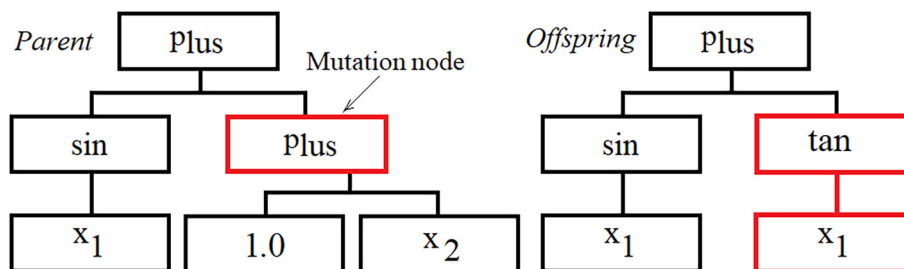 Parent plus Offspring plus
Mutation node
sin plus sin tan
x1 1.0 x2 x1 x1